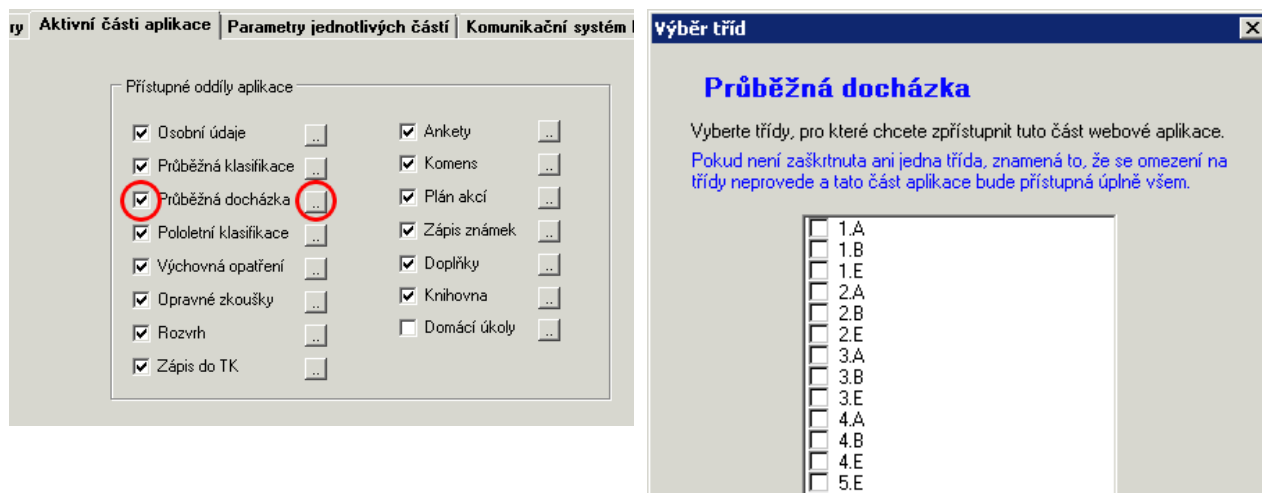 ry Aktivní části aplikace Parametry jednotlivých částí Komunikační systém
Přístupné oddíly aplikace
Osobní údaje ..
Průběžná klasifikace ..
Průběžná docházka ..
Pololetní klasifikace ..
Výchovná opatření ..
Opravné zkoušky ..
Rozvrh ..
Zápis do TK ..
Ankety ..
Komens ..
Plán akcí ..
Zápis známek ..
Doplňky ..
Knihovna ..
Domácí úkoly ..
Výběr tříd
Průběžná docházka
Vyberte třídy, pro které chcete zpřístupnit tuto část webové aplikace.
Pokud není zaškrtnuta ani jedna třída, znamená to, že se omezení na
třídy neprovede a tato část aplikace bude přístupná úplně všem.
1.A
1.B
1.E
2.A
2.B
2.E
3.A
3.B
3.E
4.A
4.B
4.E
5.E